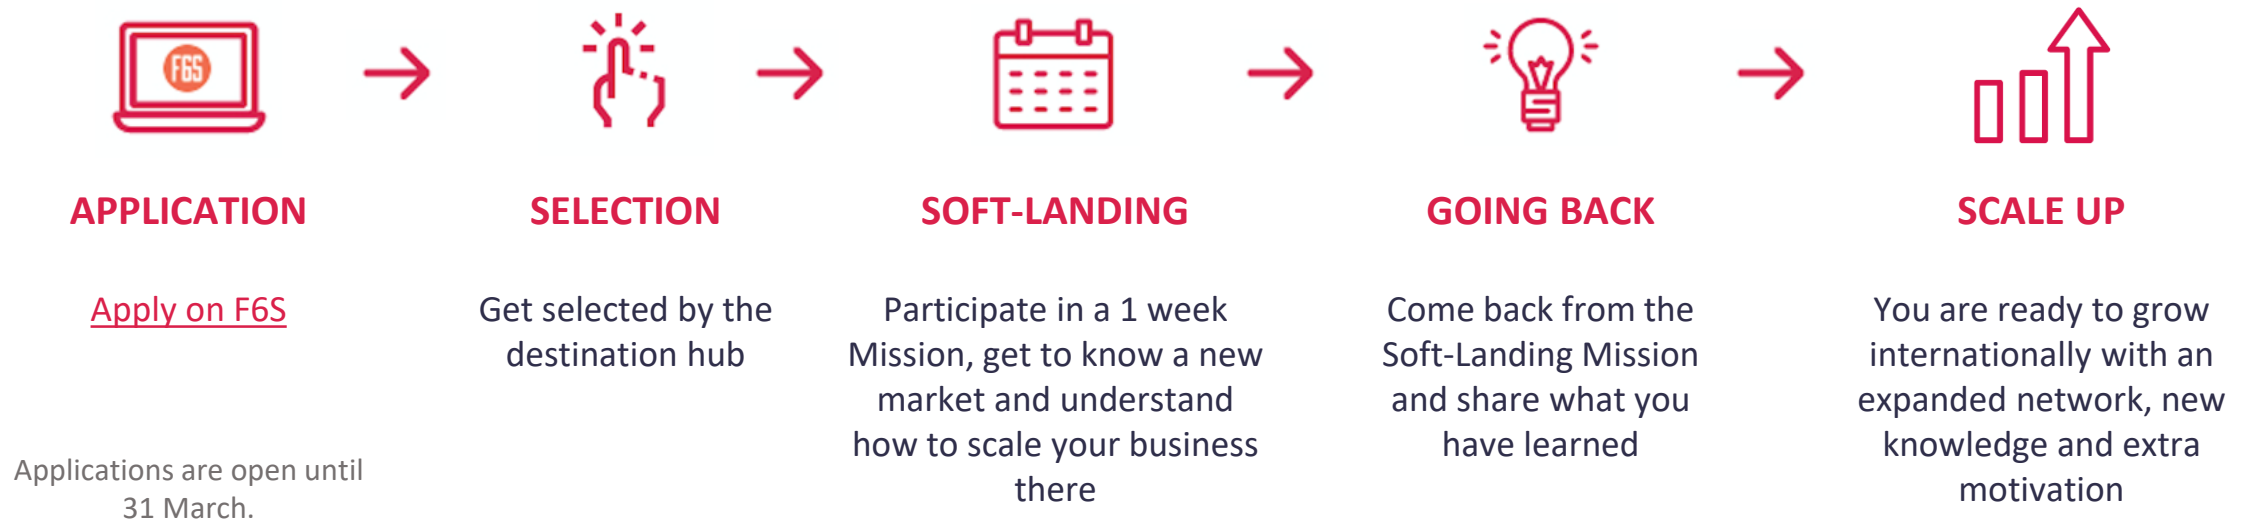 F6S
APPLICATION
Apply on F6S
Applications are open until
31 March.
SELECTION
Get selected by the
destination hub
SOFT-LANDING
Participate in a 1 week
Mission, get to know a new
market and understand
how to scale your business
there
GOING BACK
Come back from the
Soft-Landing Mission
and share what you
have learned
SCALE UP
You are ready to grow
internationally with an
expanded network, new
knowledge and extra
motivation